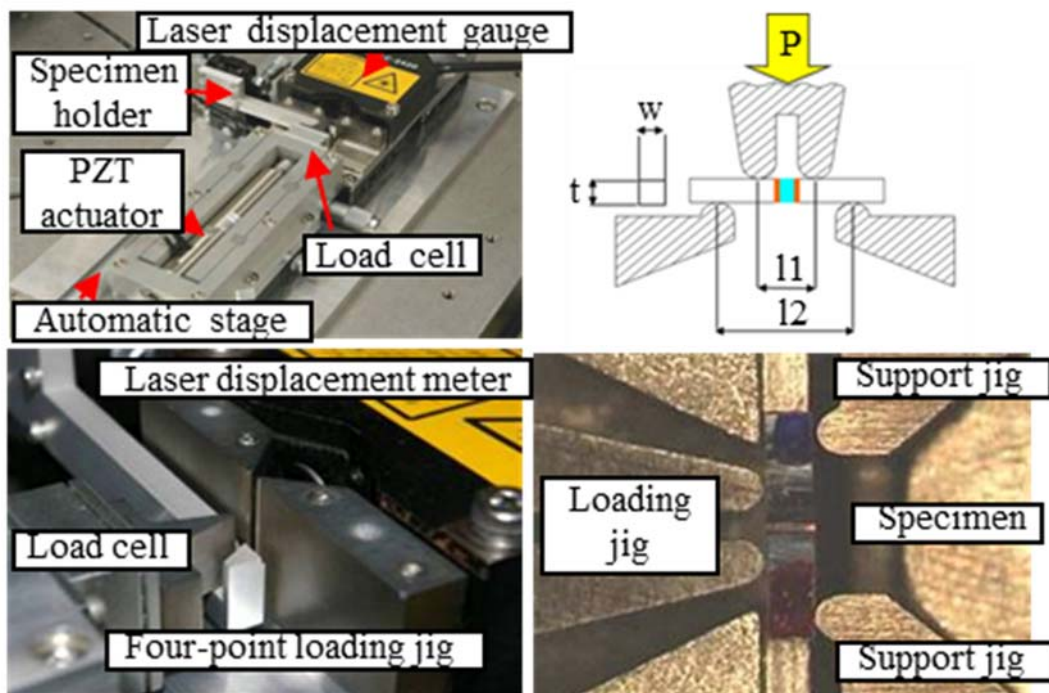 Laser displacement gauge
Specimen
holder
PZT
actuator
Load cell
Automatic stage
P
w
t
l1
l2
Laser displacement meter
Load cell
Four-point loading jig
Support jig
Loading
jig
Specimen
Support jig